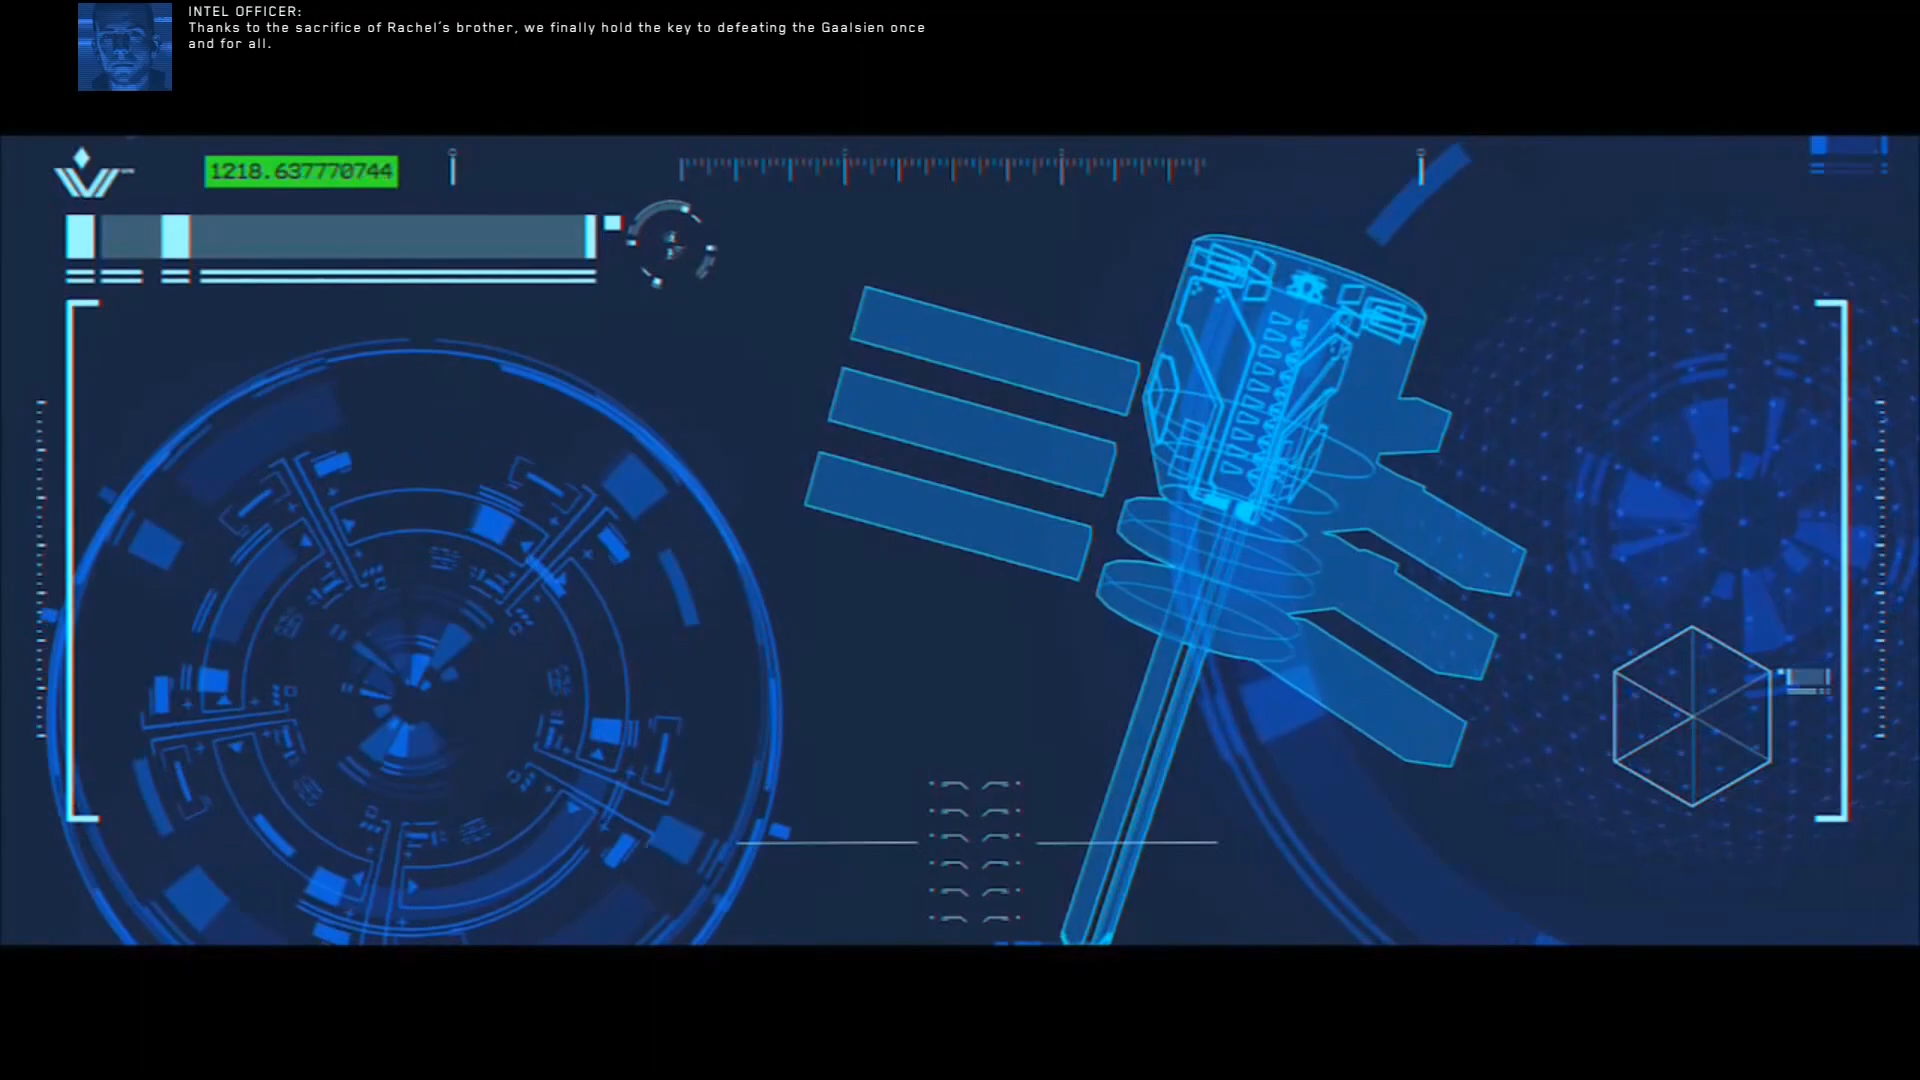 INTEL OFFICER:
Thanks to the sacrifice of Rachel's brother, we finally hold the key to defeating the Gaalsien once
and for all.
1218.637770744